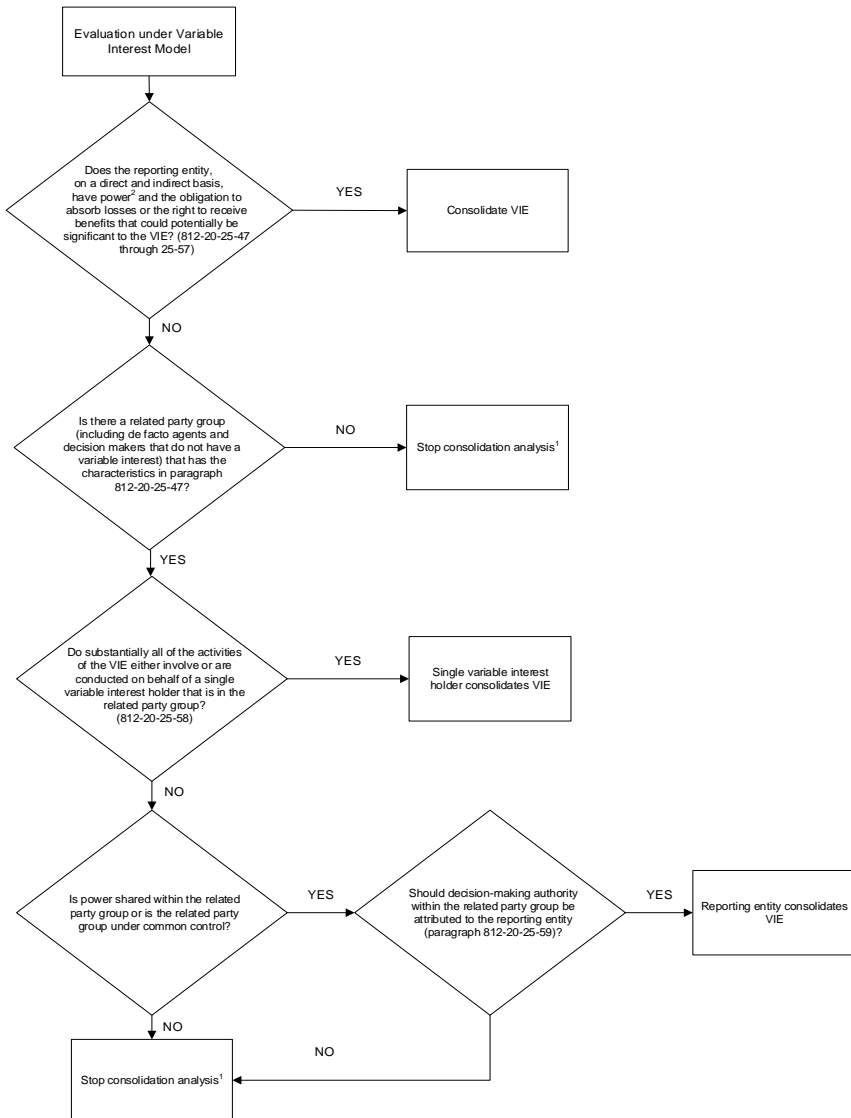 Evaluation under Variable
Interest Model
Does the reporting entity,
on a direct and indirect basis,
have power² and the obligation to
absorb losses or the right to receive
benefits that could potentially be
significant to the VIE? (812-20-25-47
through 25-57)
YES
Consolidate VIE
NO
Is there a related party group
(including de facto agents and
decision makers that do not have a
variable interest) that has the
characteristics in paragraph
812-20-25-47?
NO
Stop consolidation analysis¹
YES
Do substantially all of the activities
of the VIE either involve or are
conducted on behalf of a single
variable interest holder that is in the
related party group?
(812-20-25-58)
YES
Single variable interest
holder consolidates VIE
NO
Is power shared within the related
party group or is the related party
group under common control?
YES
Should decision-making authority
within the related party group be
attributed to the reporting entity
(paragraph 812-20-25-59)?
YES
Reporting entity consolidates
VIE
NO
NO
Stop consolidation analysis¹